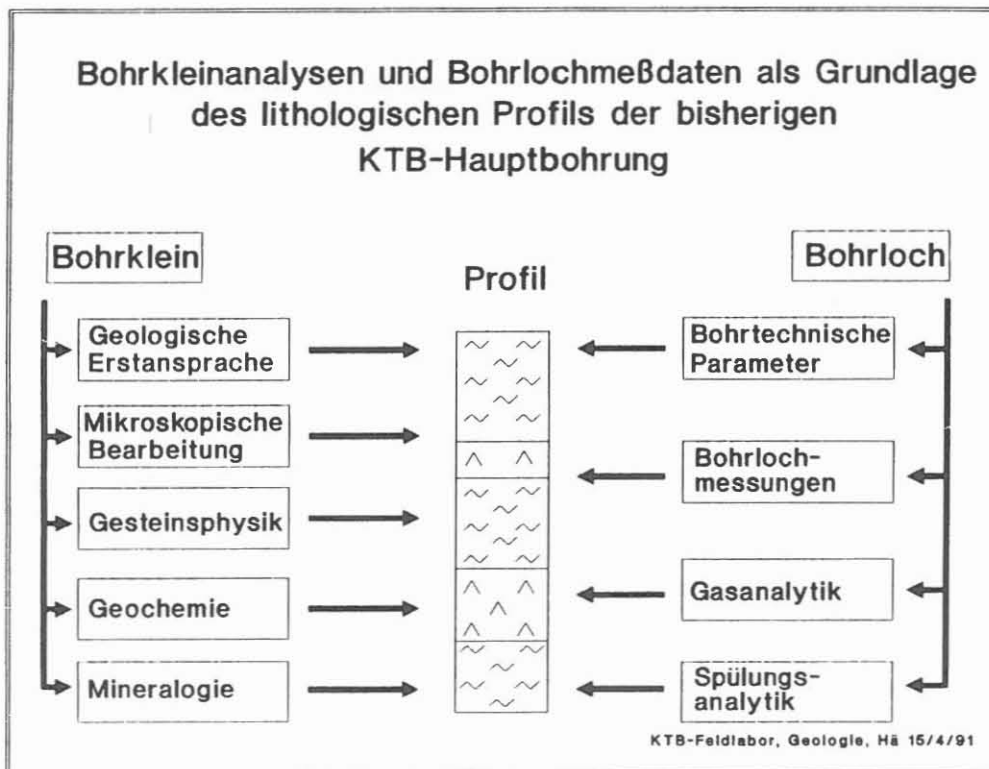 Bohrkleinanalysen und Bohrlochmeßdaten als Grundlage
des lithologischen Profils der bisherigen
KTB-Hauptbohrung
Bohrklein
Profil
Bohrloch
Geologische
Erstansprache
Mikroskopische
Bearbeitung
Gesteinsphysik
Geochemie
Mineralogie
Bohrtechnische
Parameter
Bohrloch-
messungen
Gasanalytik
Spülungs-
analytik
KTB-Feldlabor, Geologie, Hä 15/4/91